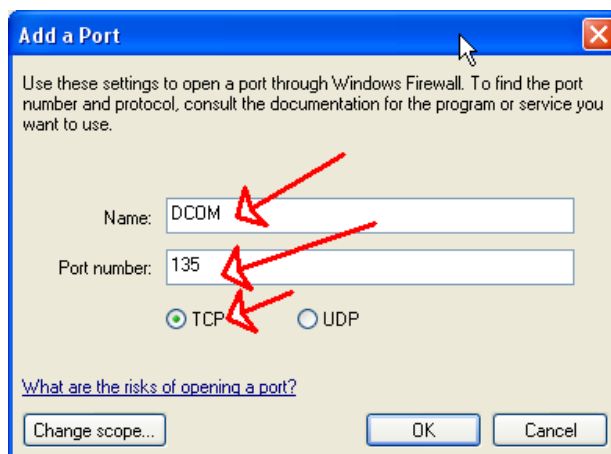 Add a Port
Use these settings to open a port through Windows Firewall. To find the port
number and protocol, consult the documentation for the program or service you
want to use.
Name: DCOM
Port number: 135
TCP UDP
What are the risks of opening a port?
Change scope... OK Cancel